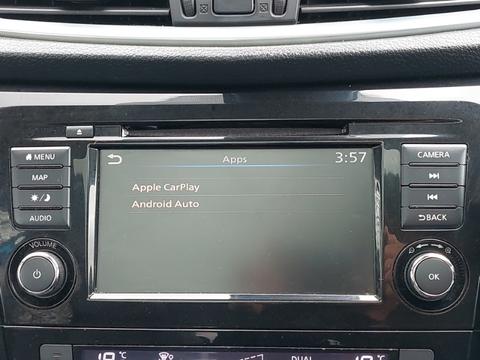 Apps 3:57
Apple CarPlay
Android Auto
MENU
MAP
AUDIO
VOLUME
CAMERA
BACK
OK
°C DUAL °C